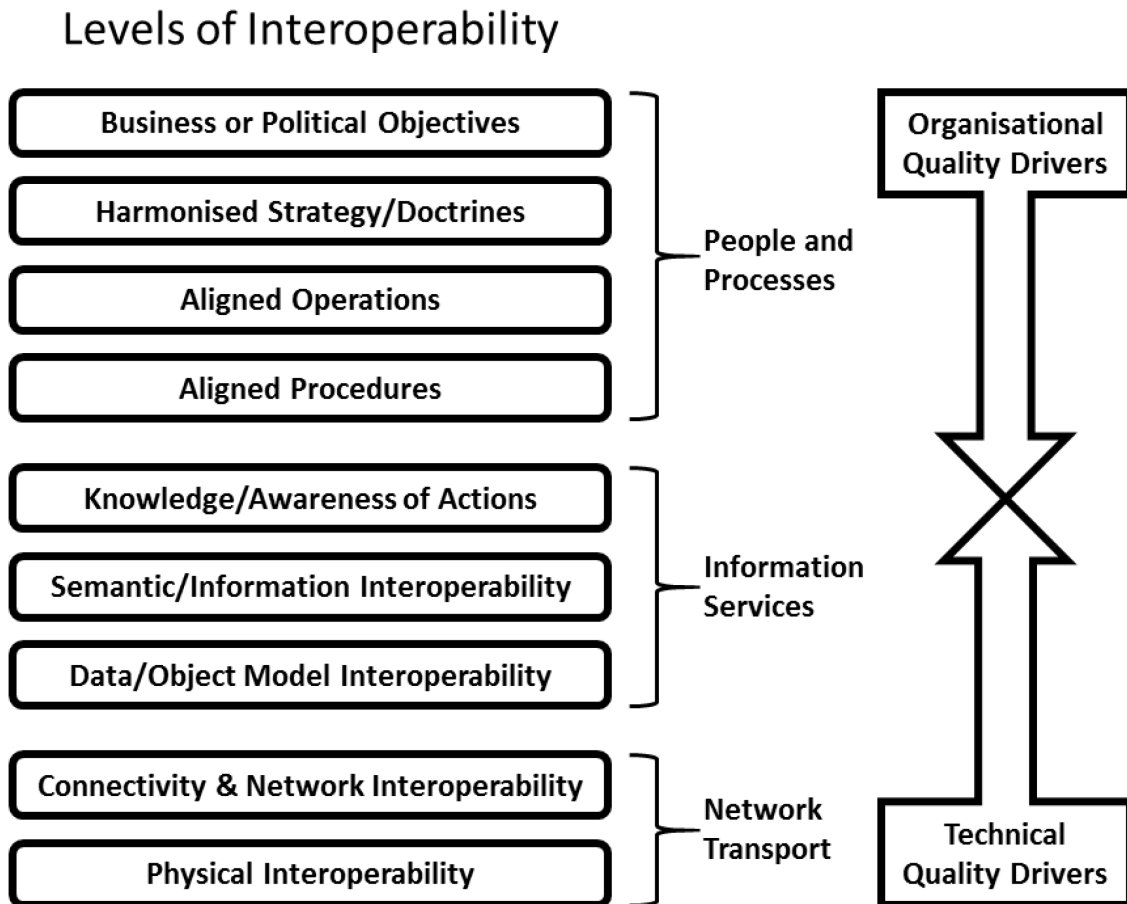 Levels of Interoperability
Business or Political Objectives
Harmonised Strategy/Doctrines
Aligned Operations
Aligned Procedures
People and
Processes
Knowledge/Awareness of Actions
Semantic/Information Interoperability
Data/Object Model Interoperability
Information
Services
Connectivity & Network Interoperability
Physical Interoperability
Network
Transport
Organisational
Quality Drivers
Technical
Quality Drivers